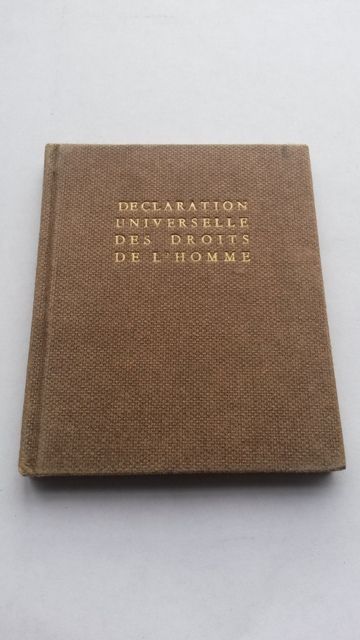 DECLARATION
UNIVERSELLE
DES DROITS
DE L'HOMME